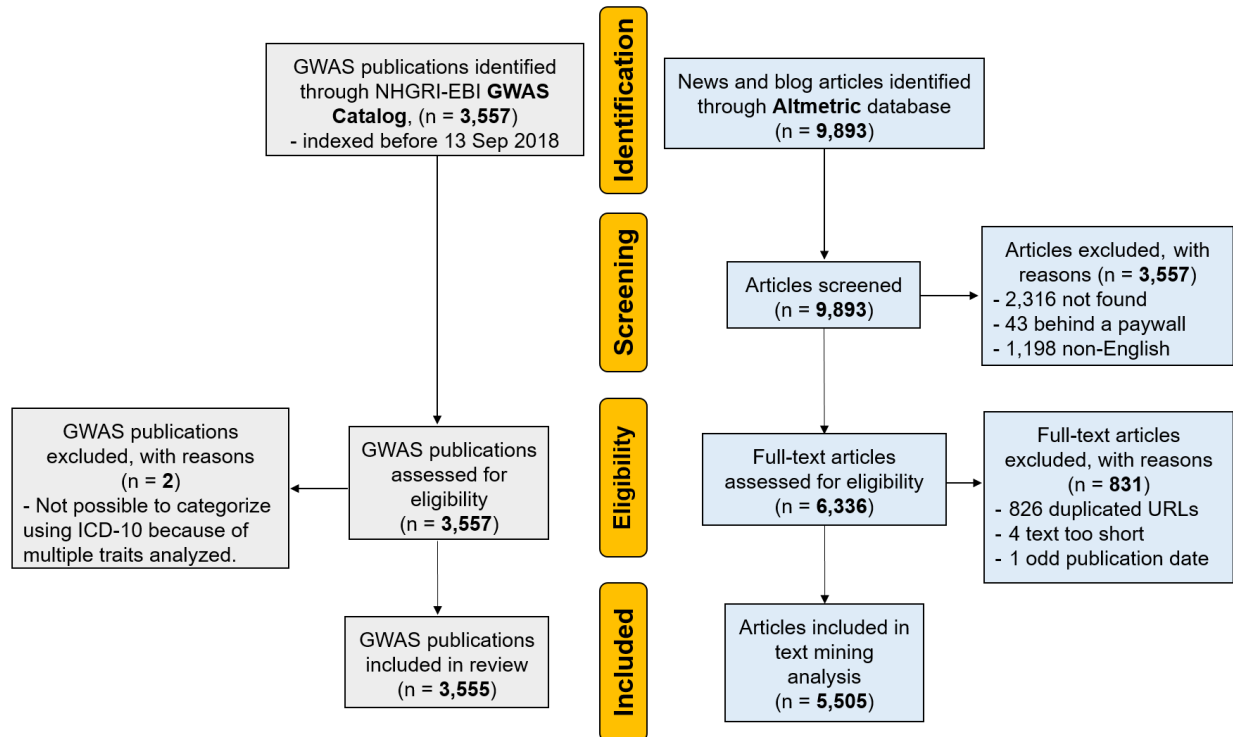 Identification
GWAS publications identified
through NHGRI-EBI GWAS
Catalog, (n = 3,557)
- indexed before 13 Sep 2018
News and blog articles identified
through Altmetric database
(n = 9,893)
Screening
Articles screened
(n = 9,893)
Articles excluded, with
reasons (n = 3,557)
- 2,316 not found
- 43 behind a paywall
- 1,198 non-English
Eligibility
GWAS publications
excluded, with reasons
(n = 2)
- Not possible to categorize
using ICD-10 because of
multiple traits analyzed.
GWAS publications
assessed for
eligibility
(n = 3,557)
Full-text articles
assessed for eligibility
(n = 6,336)
Full-text articles
excluded, with reasons
(n = 831)
- 826 duplicated URLs
- 4 text too short
- 1 odd publication date
Included
GWAS publications
included in review
(n = 3,555)
Articles included in
text mining
analysis
(n = 5,505)